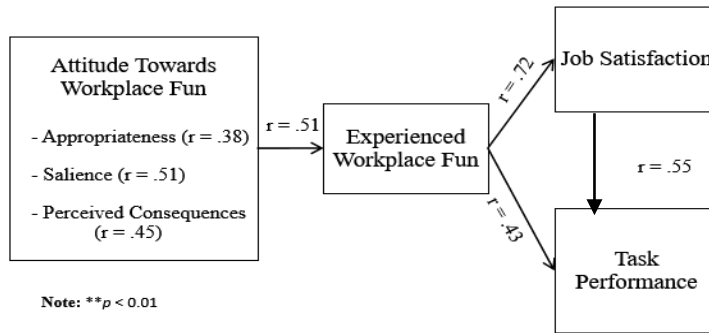 Attitude Towards
Workplace Fun
- Appropriateness (r = .38)
- Salience (r = .51)
- Perceived Consequences
(r = .45)
r = .51
Experienced
Workplace Fun
r = .72
r = .43
Job Satisfaction
r = .55
Task
Performance
Note: **p < 0.01